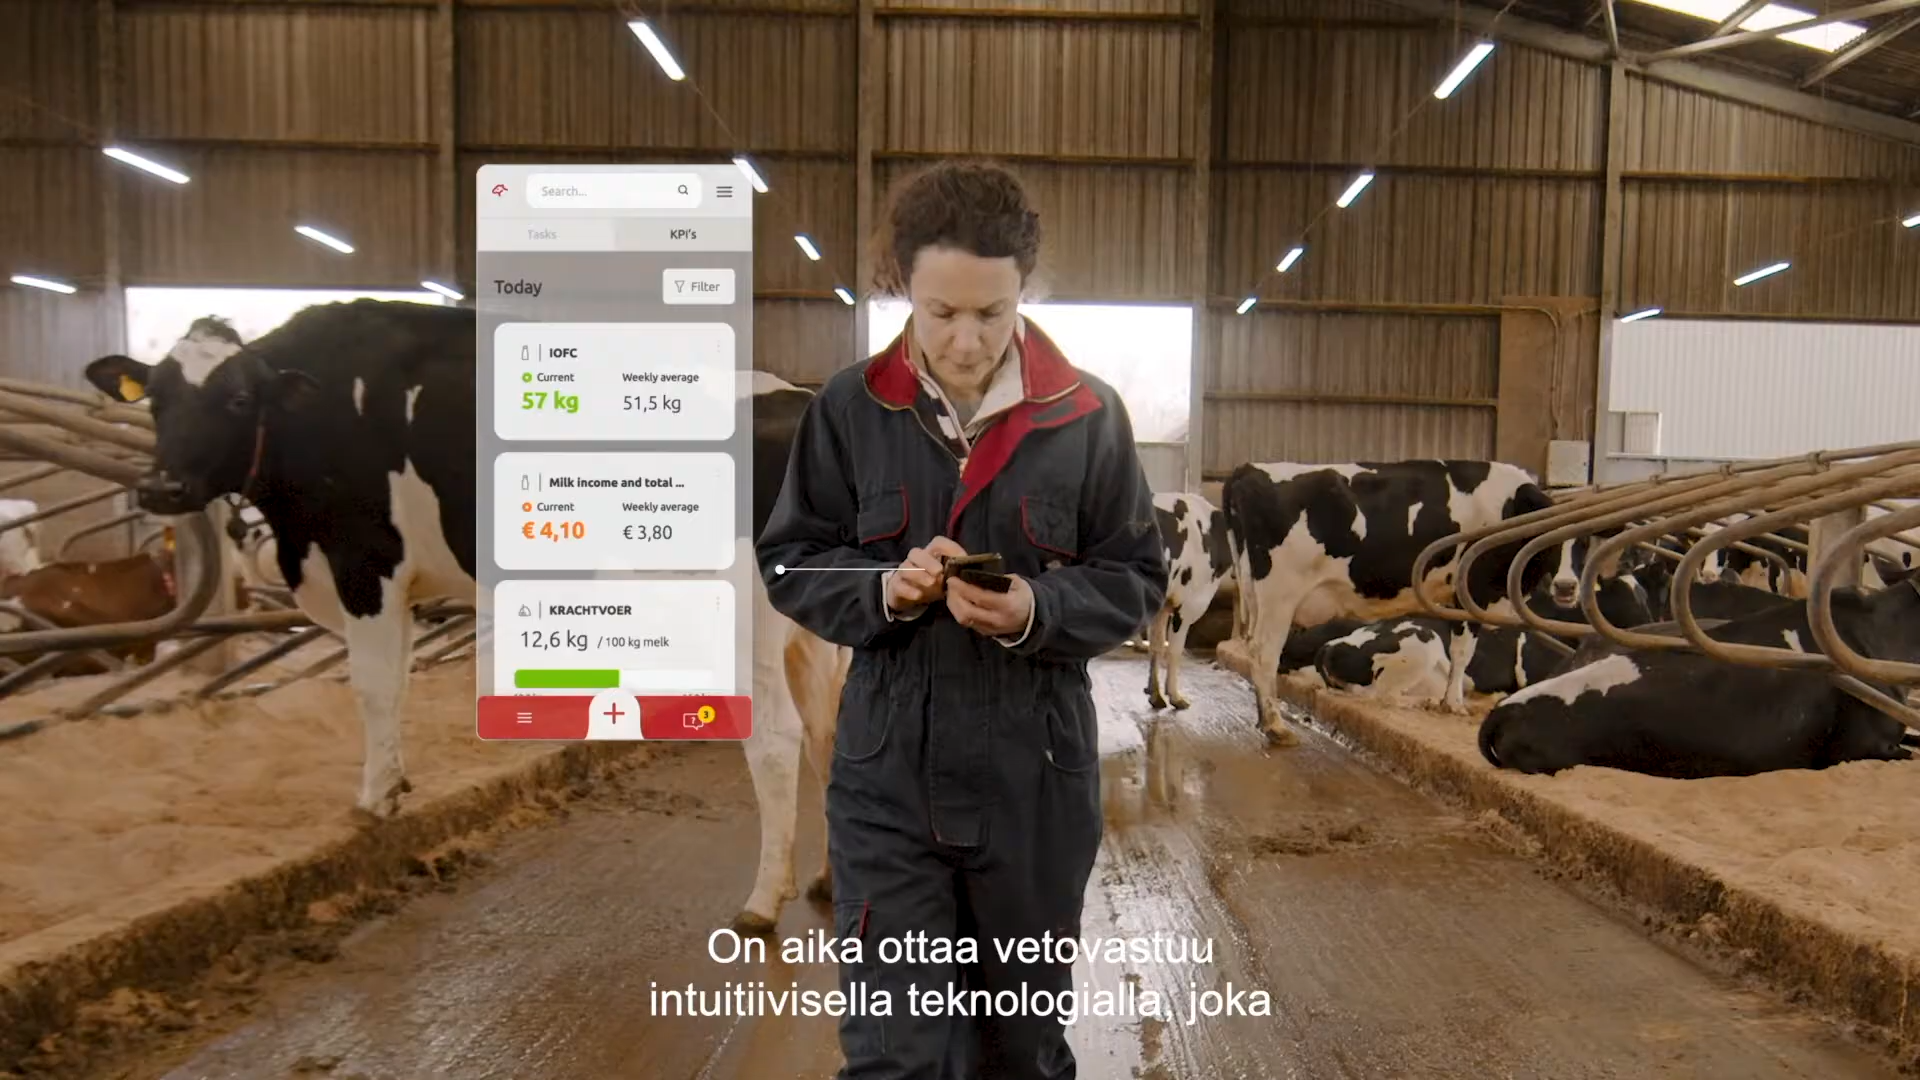 Search...
Tasks
KPI's
Today
Filter
IOFC
Current
Weekly average
57 kg
51,5 kg
Milk income and total ...
Current
Weekly average
€ 4,10
€ 3,80
KRACHTVOER
12,6 kg / 100 kg melk
3
On aika ottaa vetovastuu
intuitiivisella teknologialla, joka